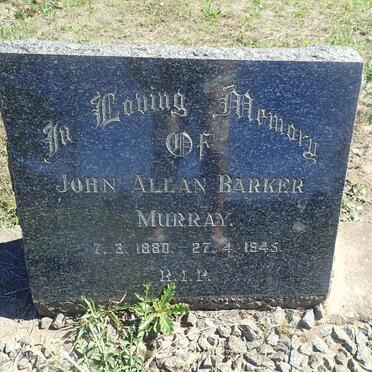 In Loving Memory
Of
JOHN ALLAN BARKER
MURRAY.
7. 3. 1880 - 27. 4. 1945.
R.I.P.